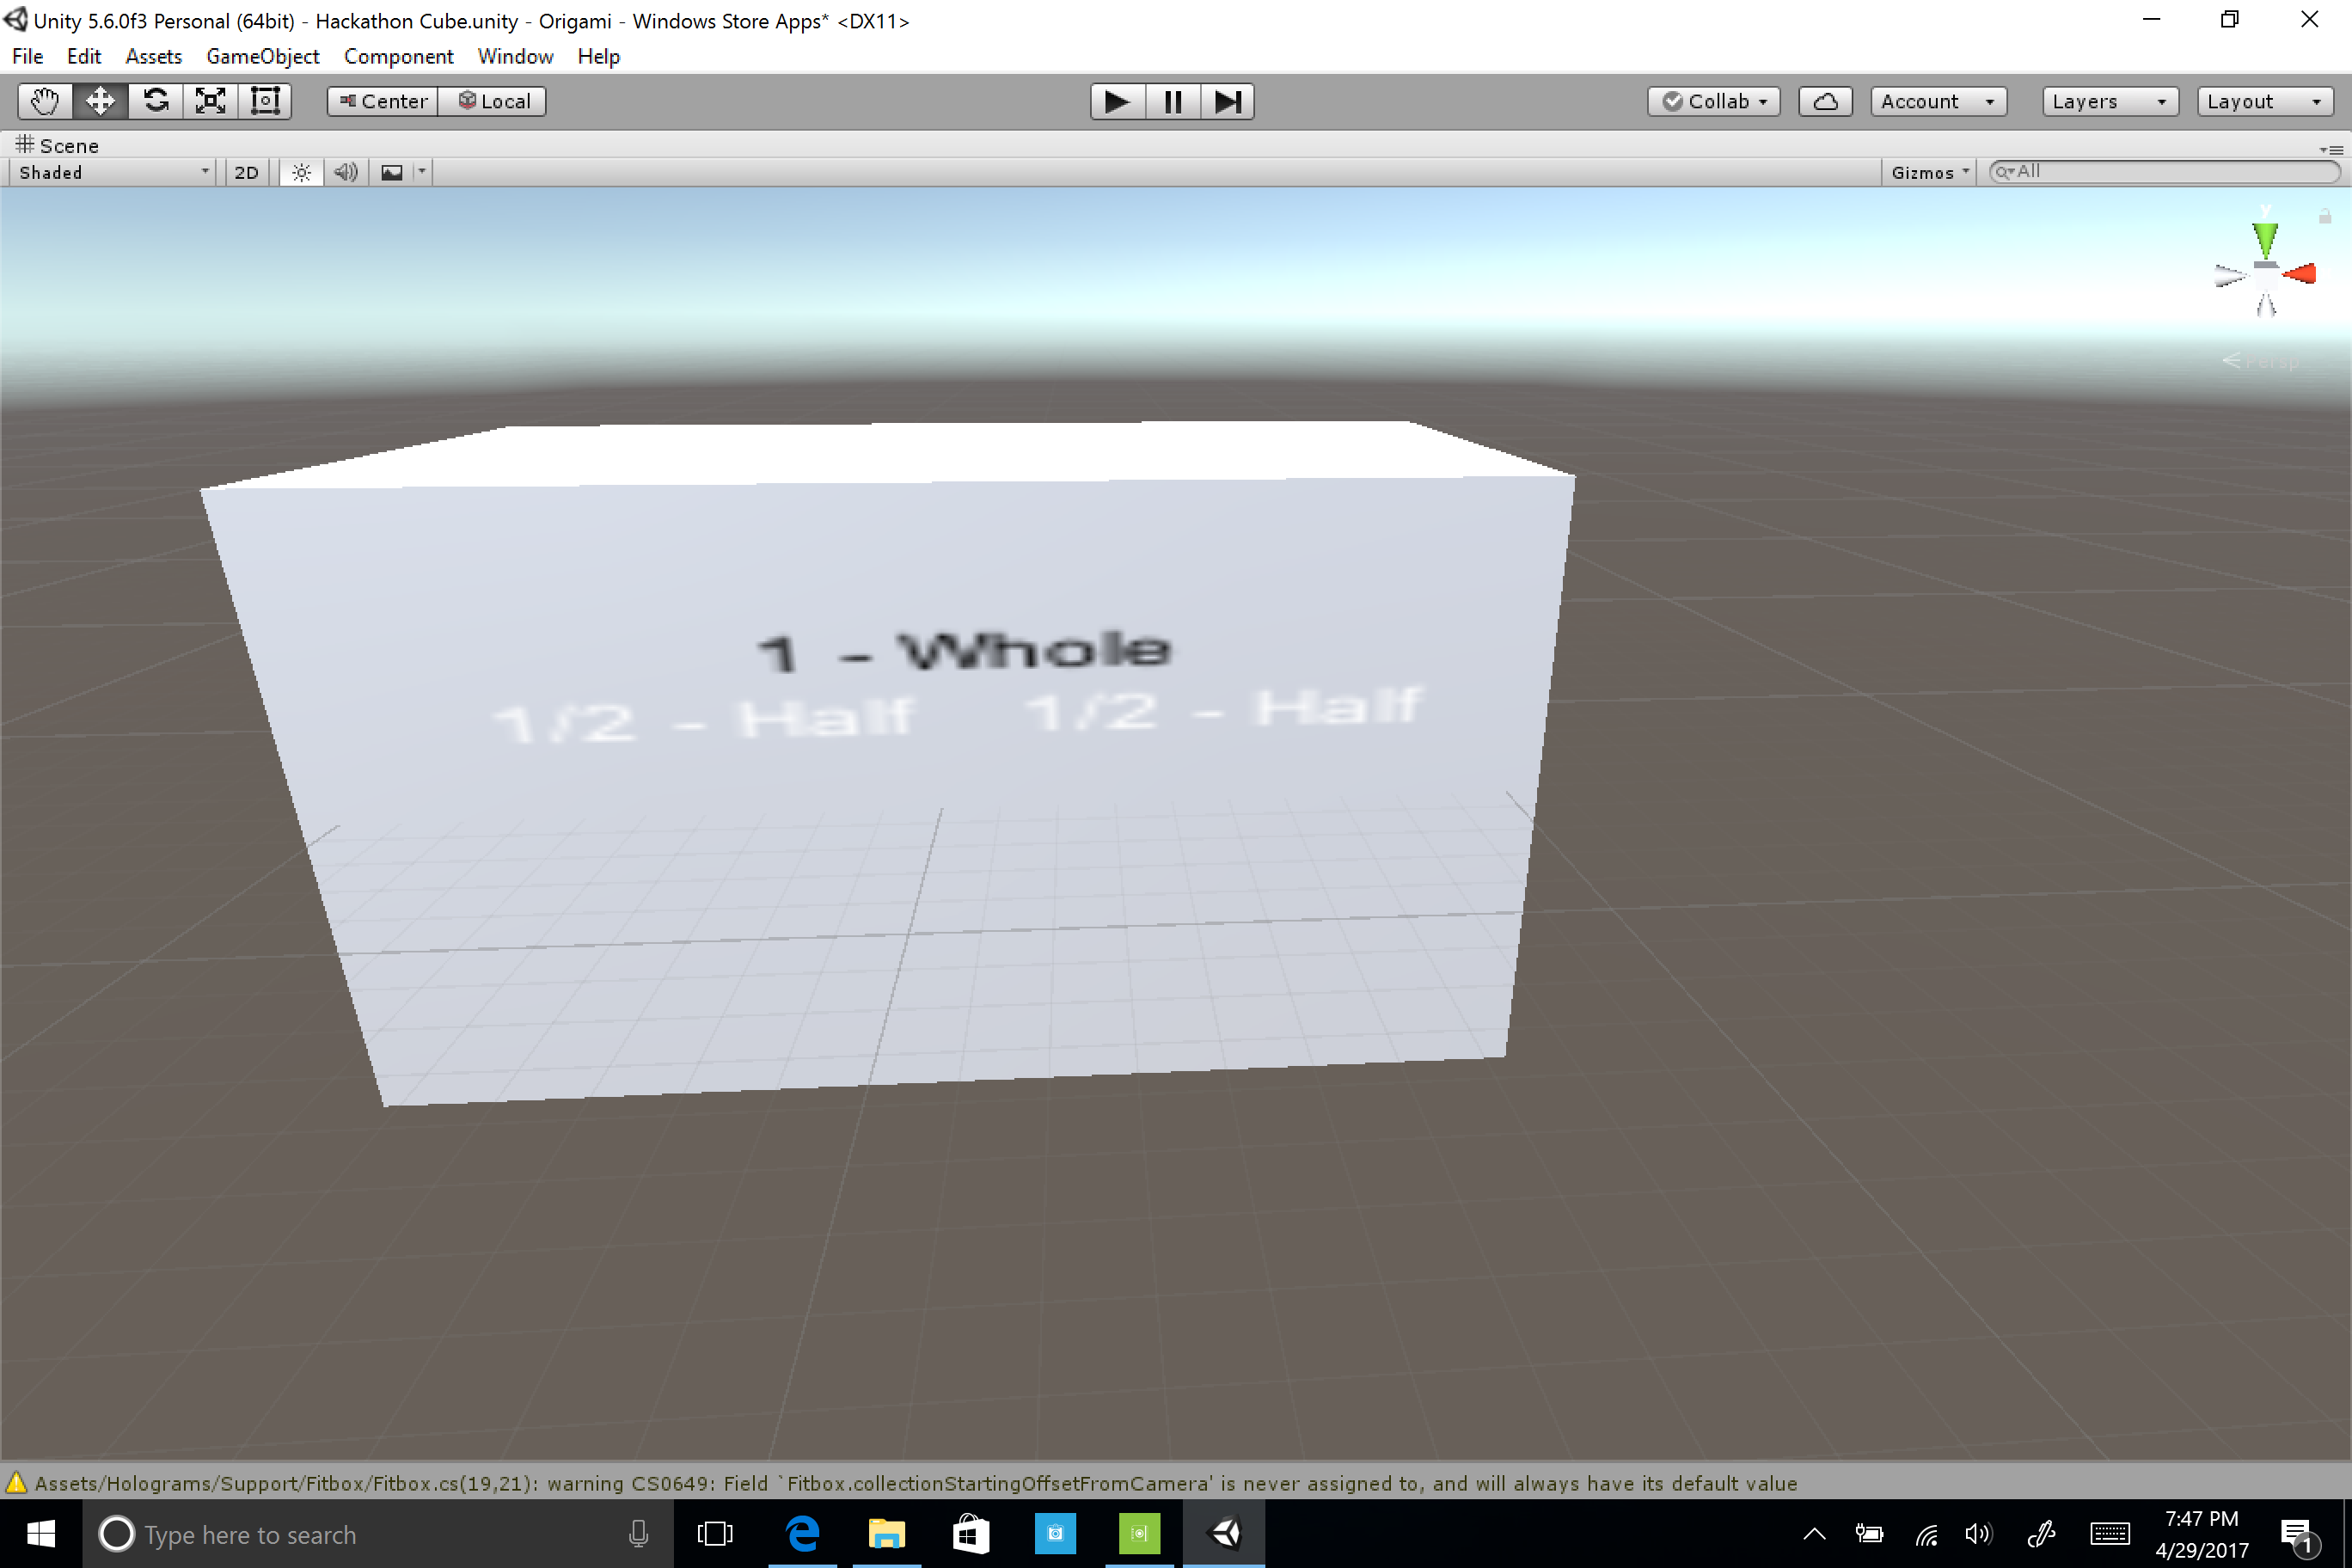 Unity 5.6.0f3 Personal (64bit) - Hackathon Cube.unity - Origami - Windows Store Apps* <DX11>
File Edit Assets GameObject Component Window Help
Center Local Collab Account Layers Layout
Scene
Shaded 2D Gizmos All
y
Persp
1 - Whole
1/2 - Half 1/2 - Half
Assets/Holograms/Support/Fitbox/Fitbox.cs(19,21): warning CS0649: Field `Fitbox.collectionStartingOffsetFromCamera' is never assigned to, and will always have its default value
Type here to search
7:47 PM
4/29/2017
1